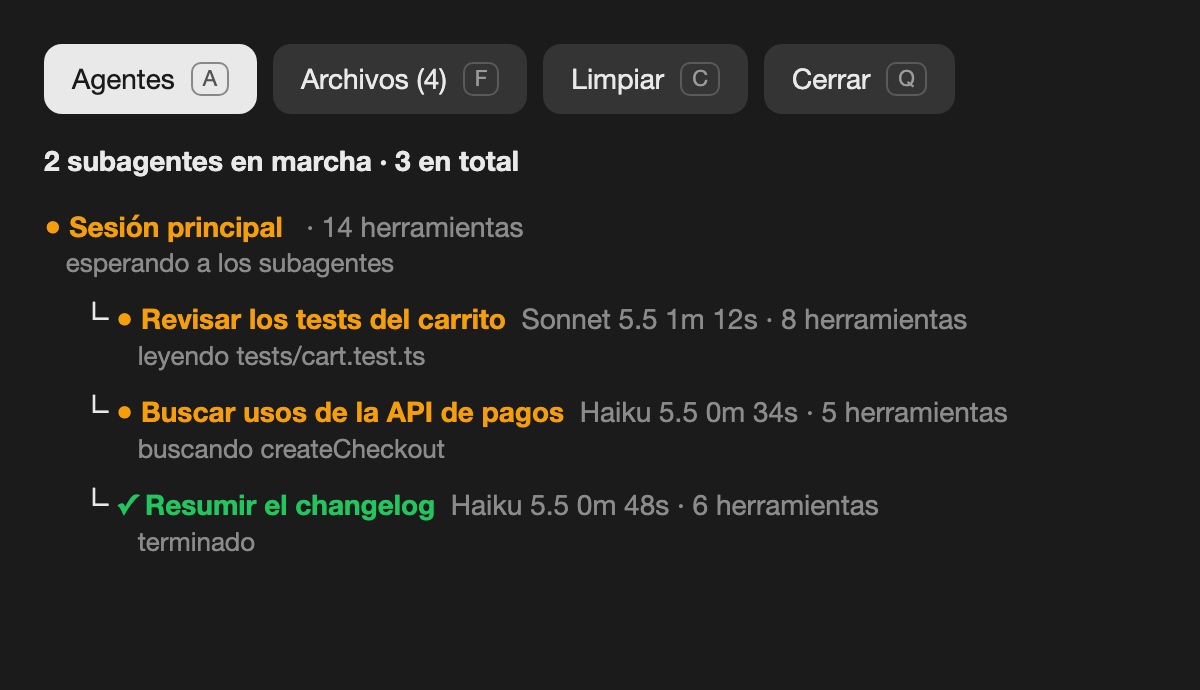 Agentes A Archivos (4) F Limpiar C Cerrar Q
2 subagentes en marcha · 3 en total
Sesión principal · 14 herramientas
esperando a los subagentes
Revisar los tests del carrito Sonnet 5.5 1m 12s · 8 herramientas
leyendo tests/cart.test.ts
Buscar usos de la API de pagos Haiku 5.5 0m 34s · 5 herramientas
buscando createCheckout
Resumir el changelog Haiku 5.5 0m 48s · 6 herramientas
terminado